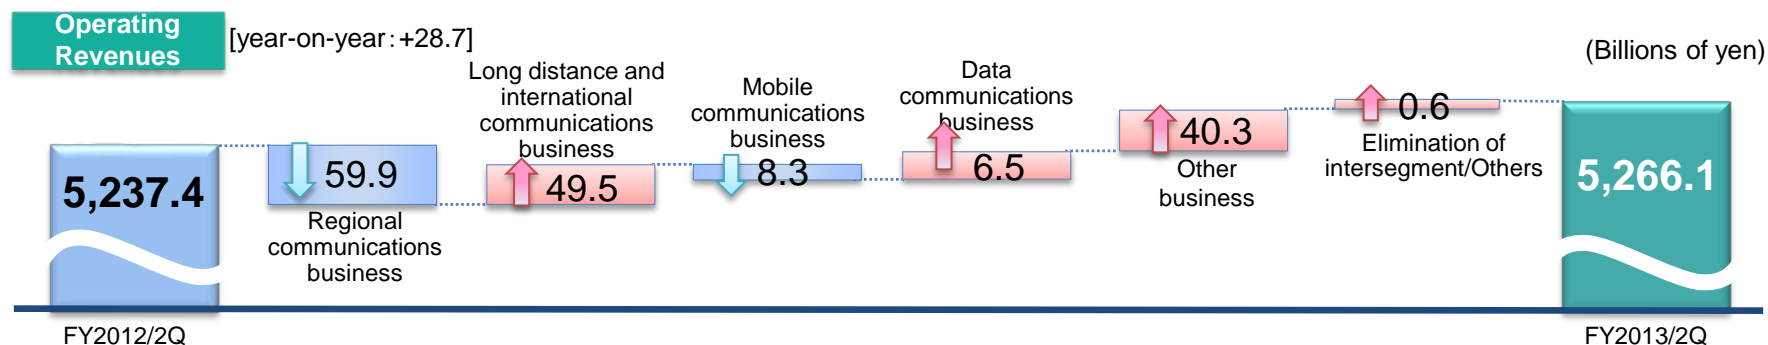 Operating
Revenues
[year-on-year：+28.7]
(Billions of yen)
5,237.4
FY2012/2Q
59.9
Regional
communications
business
Long distance and
international
communications
business
49.5
Mobile
communications
business
8.3
Data
communications
business
6.5
40.3
Other
business
0.6
Elimination of
intersegment/Others
5,266.1
FY2013/2Q